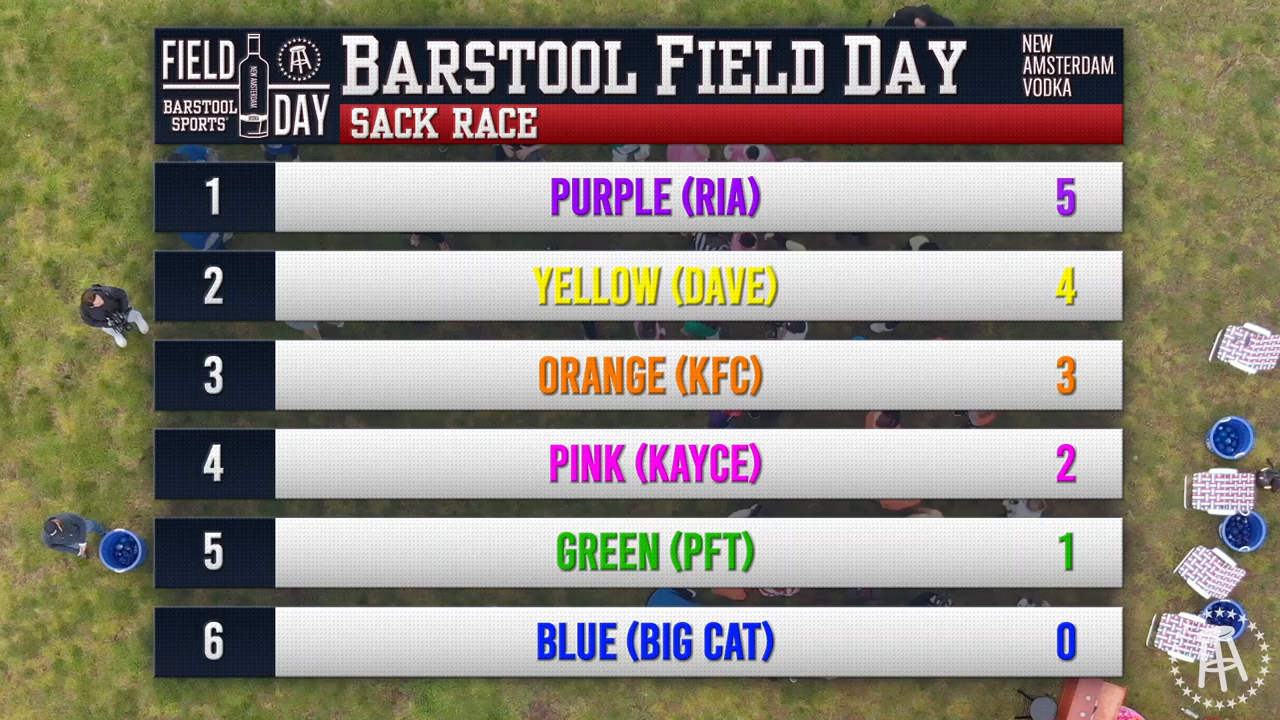 FIELD
BARSTOOL
SPORTS
DAY
NEW AMSTERDAM
BARSTOOL FIELD DAY
NEW
AMSTERDAM
VODKA
SACK RACE
1 PURPLE (RIA) 5
2 YELLOW (DAVE) 4
3 ORANGE (KFC) 3
4 PINK (KAYCE) 2
5 GREEN (PFT) 1
6 BLUE (BIG CAT) 0